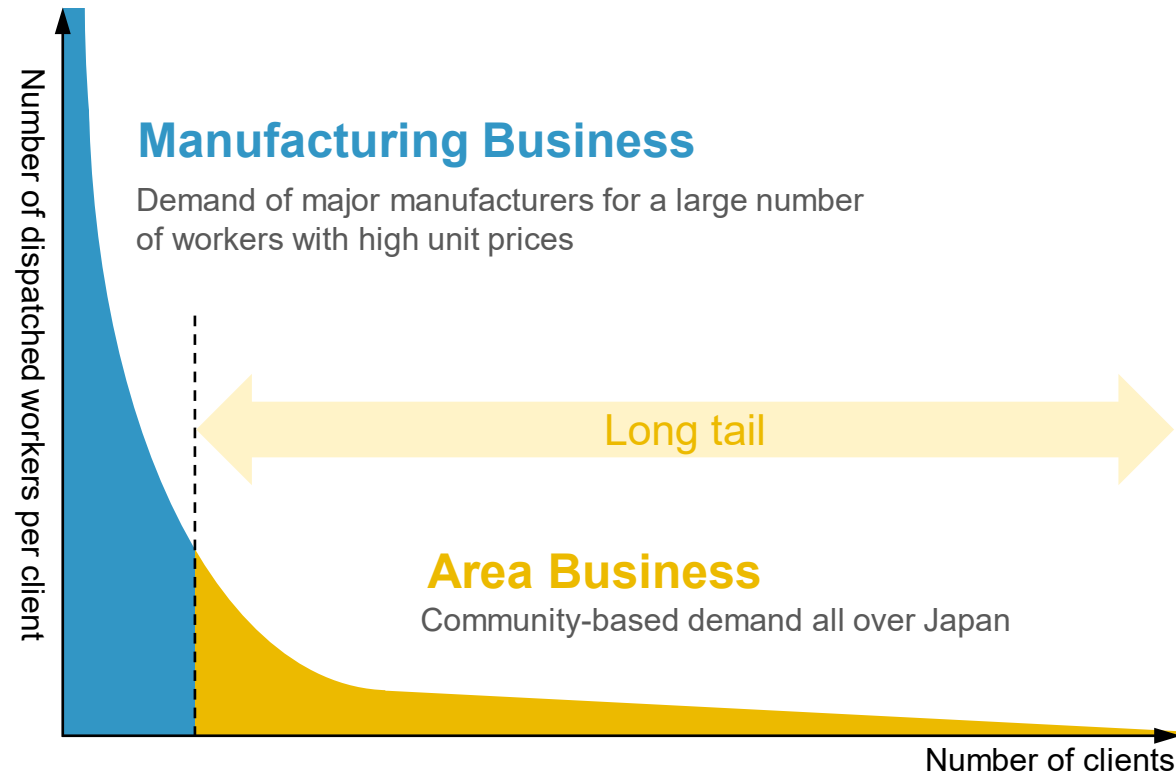 Number of dispatched workers per client
Manufacturing Business
Demand of major manufacturers for a large number
of workers with high unit prices
Long tail
Area Business
Community-based demand all over Japan
Number of clients